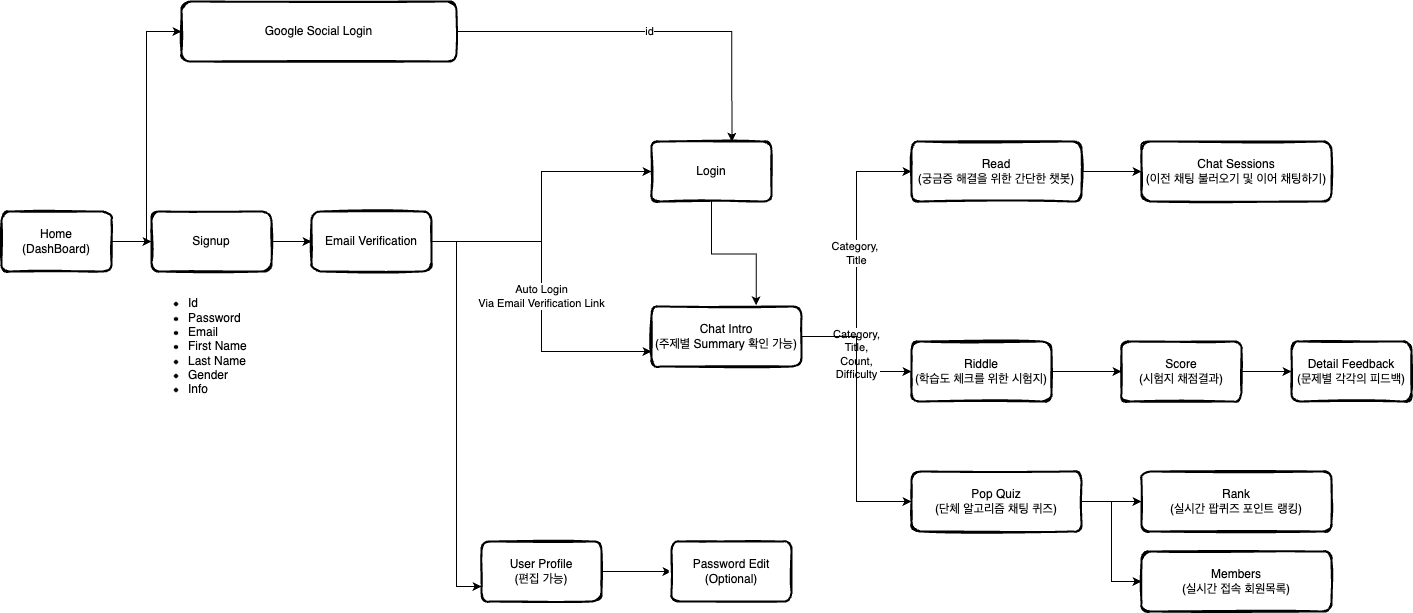 Google Social Login
id
Login
Read
(궁금증 해결을 위한 간단한 챗봇)
Chat Sessions
(이전 채팅 불러오기 및 이어 채팅하기)
Home
(DashBoard)
Signup
Email Verification
Category,
Title
Auto Login
Via Email Verification Link
Id
Password
Email
First Name
Last Name
Gender
Info
Chat Intro
(주제별 Summary 확인 가능)
Category,
Title,
Count,
Difficulty
Riddle
(학습도 체크를 위한 시험지)
Score
(시험지 채점결과)
Detail Feedback
(문제별 각각의 피드백)
Pop Quiz
(단체 알고리즘 채팅 퀴즈)
Rank
(실시간 팝퀴즈 포인트 랭킹)
User Profile
(편집 가능)
Password Edit
(Optional)
Members
(실시간 접속 회원목록)